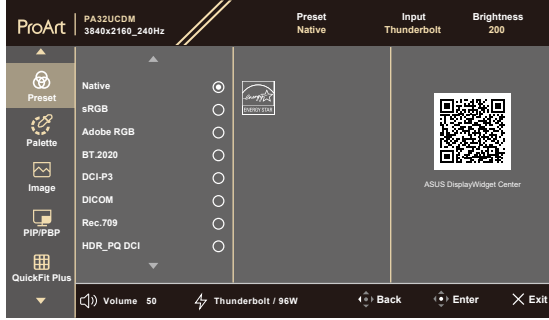 ProArt
PA32UCDM
3840x2160_240Hz
Preset
Native
Input
Thunderbolt
Brightness
200
Preset
Palette
Image
PIP/PBP
QuickFit Plus
Native
sRGB
Adobe RGB
BT.2020
DCI-P3
DICOM
Rec.709
HDR_PQ DCI
energy
ENERGY STAR
ASUS DisplayWidget Center
Volume 50
Thunderbolt / 96W
Back
Enter
Exit